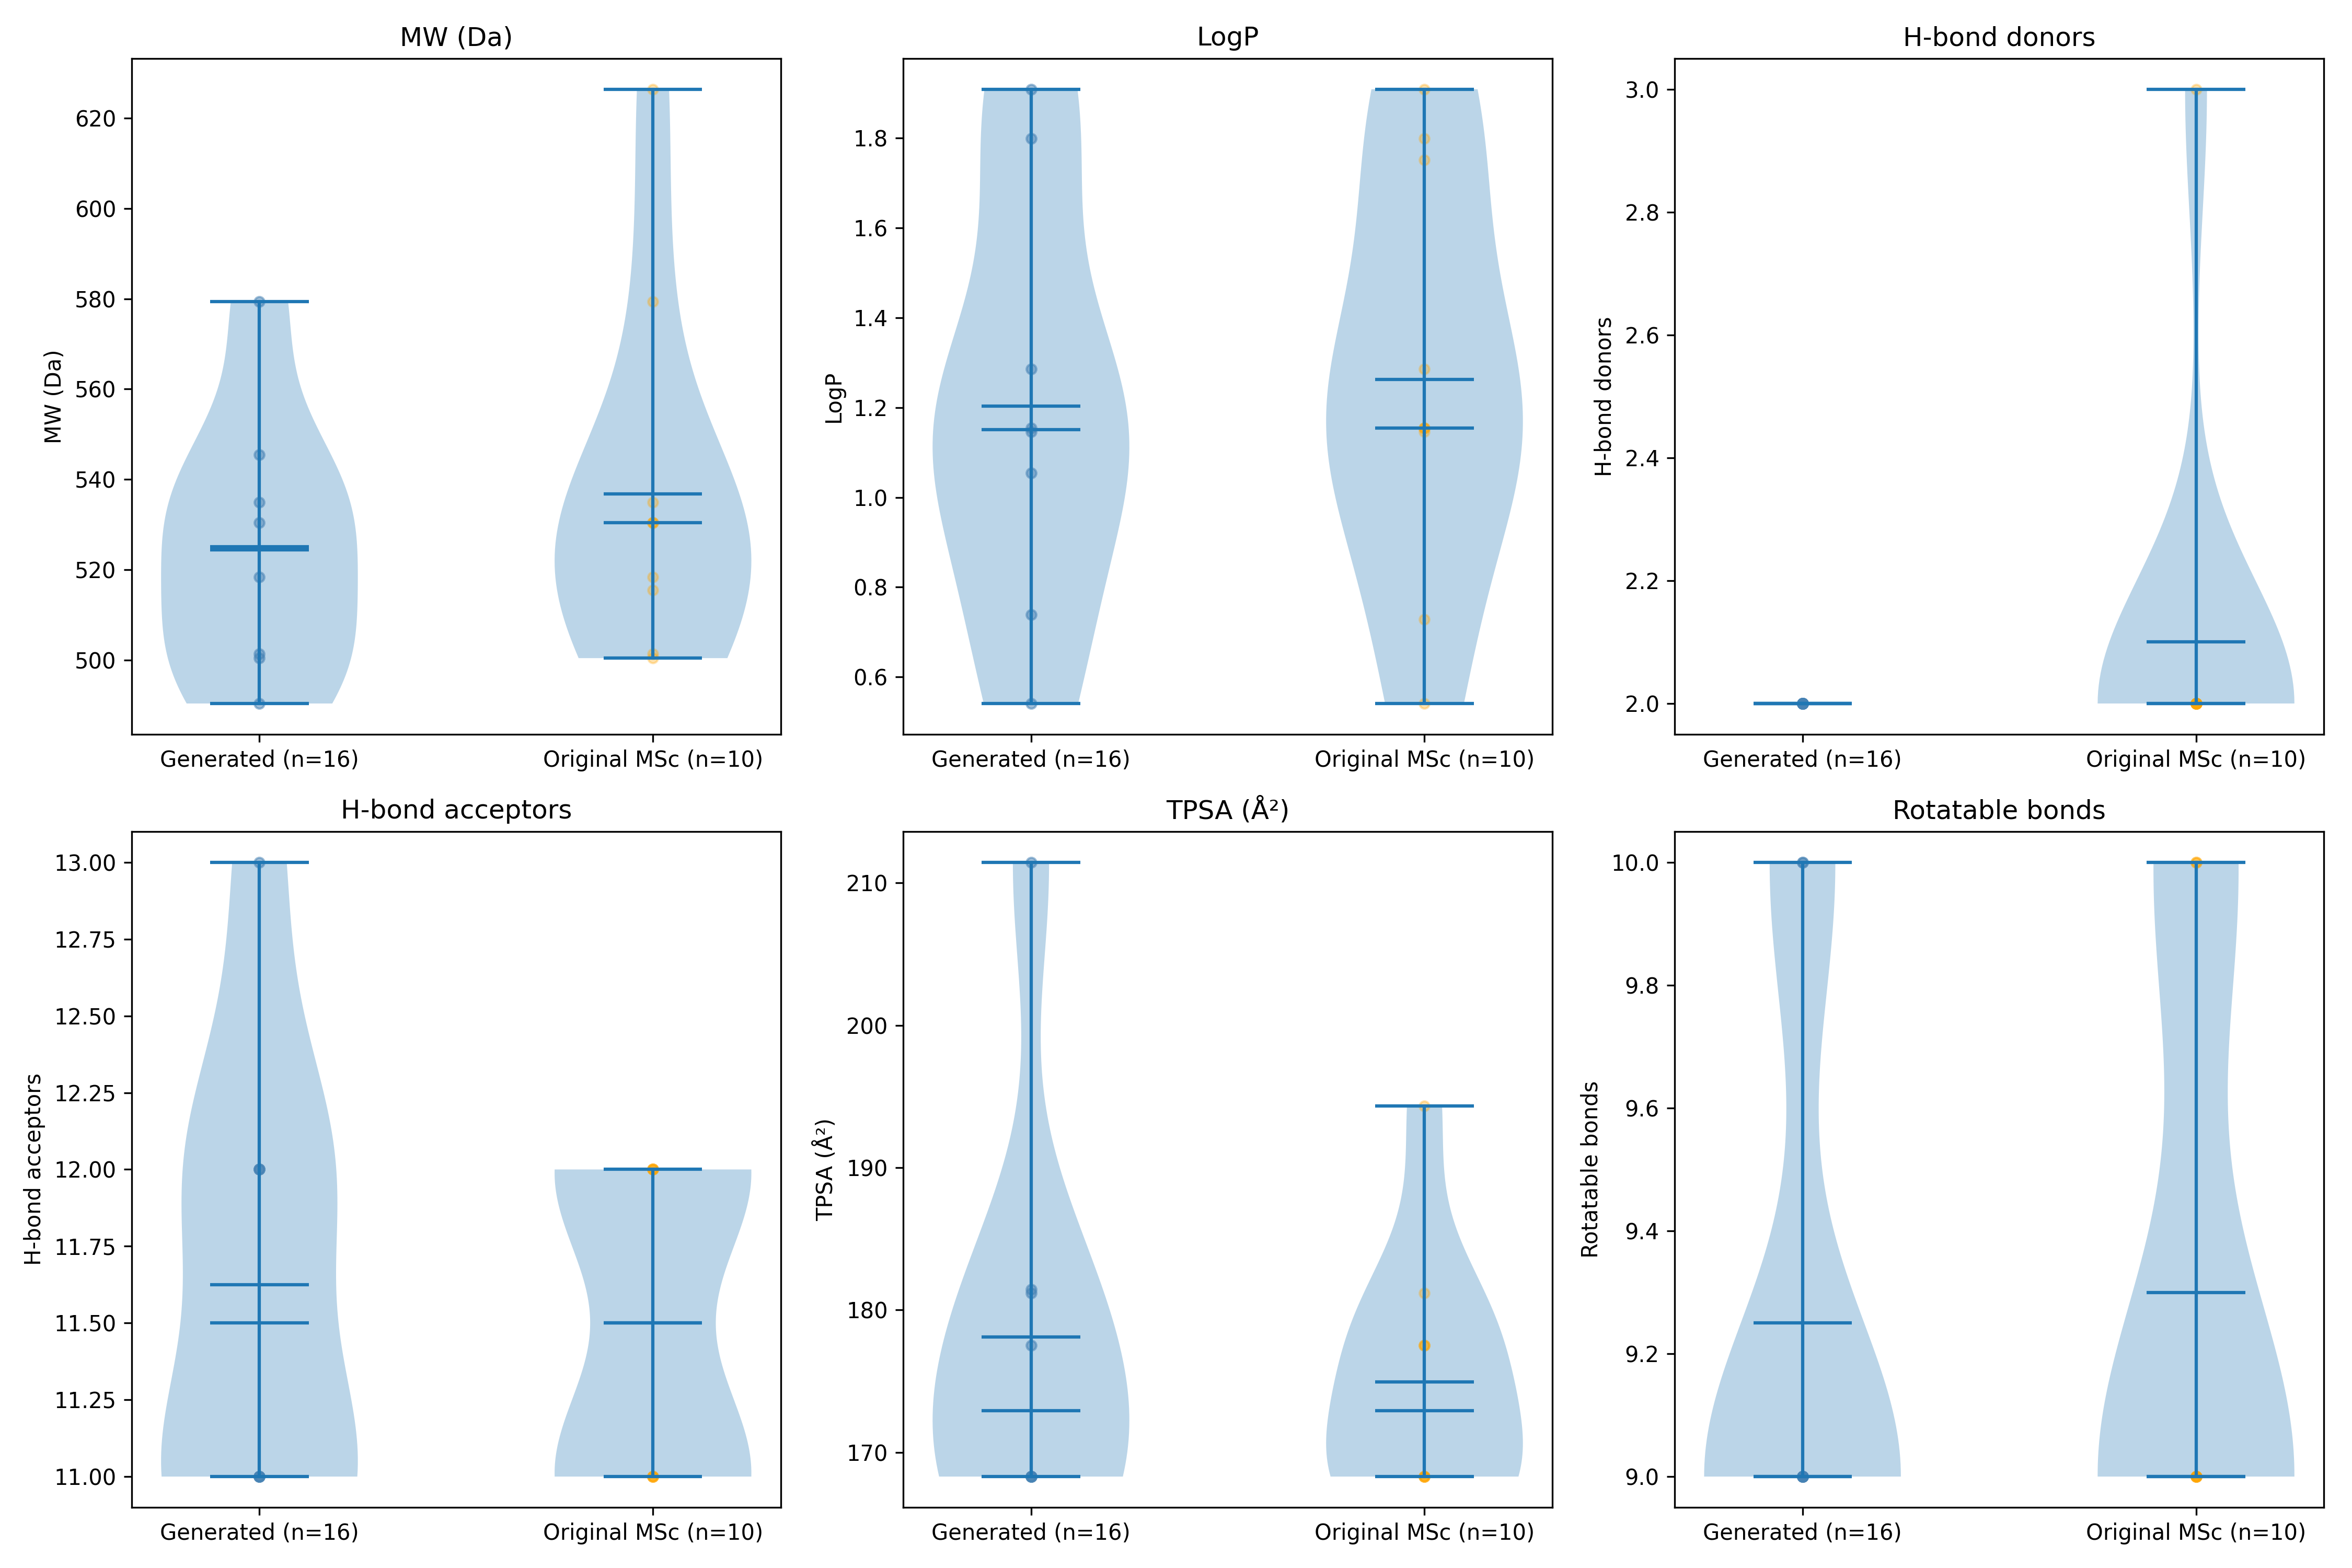 MW (Da)
MW (Da)
620
600
580
560
540
520
500
Generated (n=16)
Original MSc (n=10)
LogP
LogP
1.8
1.6
1.4
1.2
1.0
0.8
0.6
Generated (n=16)
Original MSc (n=10)
H-bond donors
H-bond donors
3.0
2.8
2.6
2.4
2.2
2.0
Generated (n=16)
Original MSc (n=10)
H-bond acceptors
H-bond acceptors
13.00
12.75
12.50
12.25
12.00
11.75
11.50
11.25
11.00
Generated (n=16)
Original MSc (n=10)
TPSA (Å²)
TPSA (Å²)
210
200
190
180
170
Generated (n=16)
Original MSc (n=10)
Rotatable bonds
Rotatable bonds
10.0
9.8
9.6
9.4
9.2
9.0
Generated (n=16)
Original MSc (n=10)